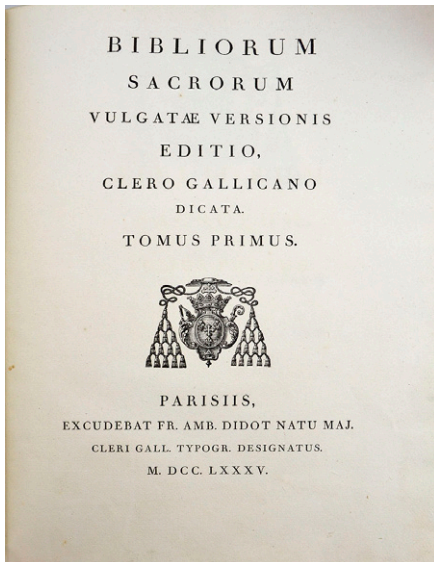 BIBLIORUM
SACRORUM
VULGATÆ VERSIONIS
EDITIO,
CLERO GALLICANO
DICATA.
TOMUS PRIMUS.
PARISIIS,
EXCUDEBAT FR. AMB. DIDOT NATU MAJ.
CLERI GALL. TYPOGR. DESIGNATUS.
M. DCC. LXXXV.